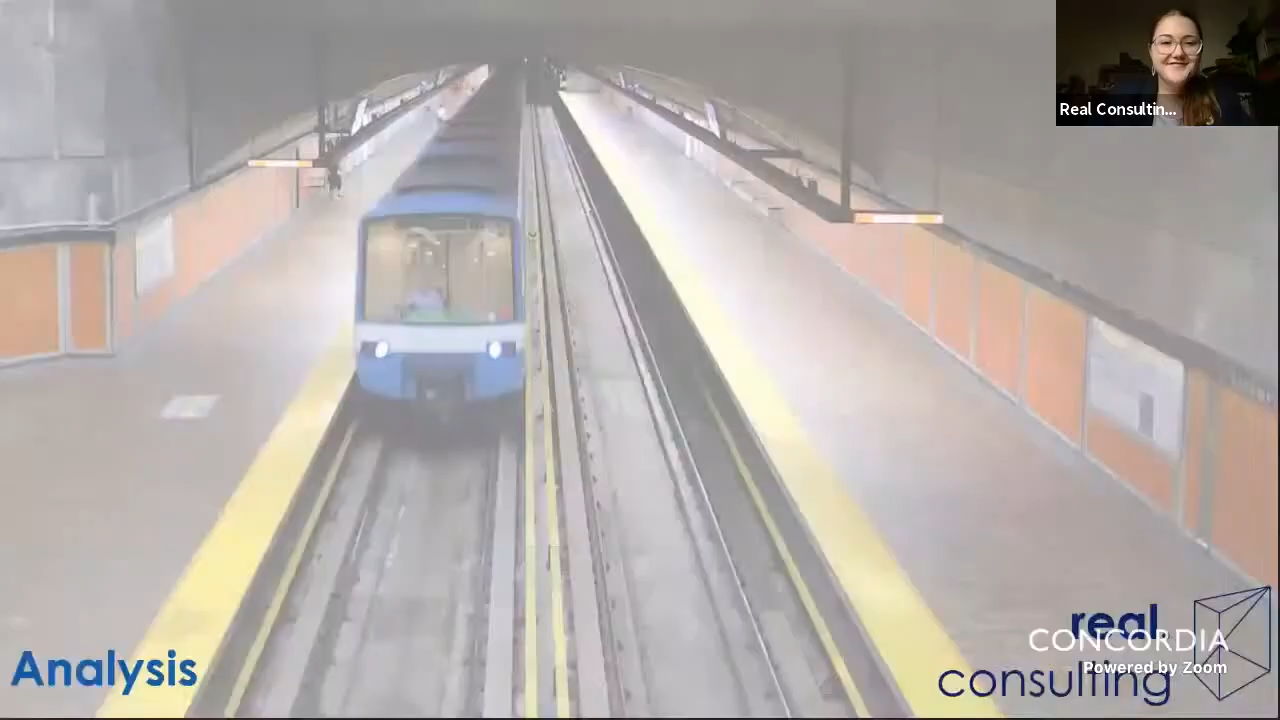 Real Consultin...
Analysis
real
CONCORDIA
Powered by Zoom
consulting